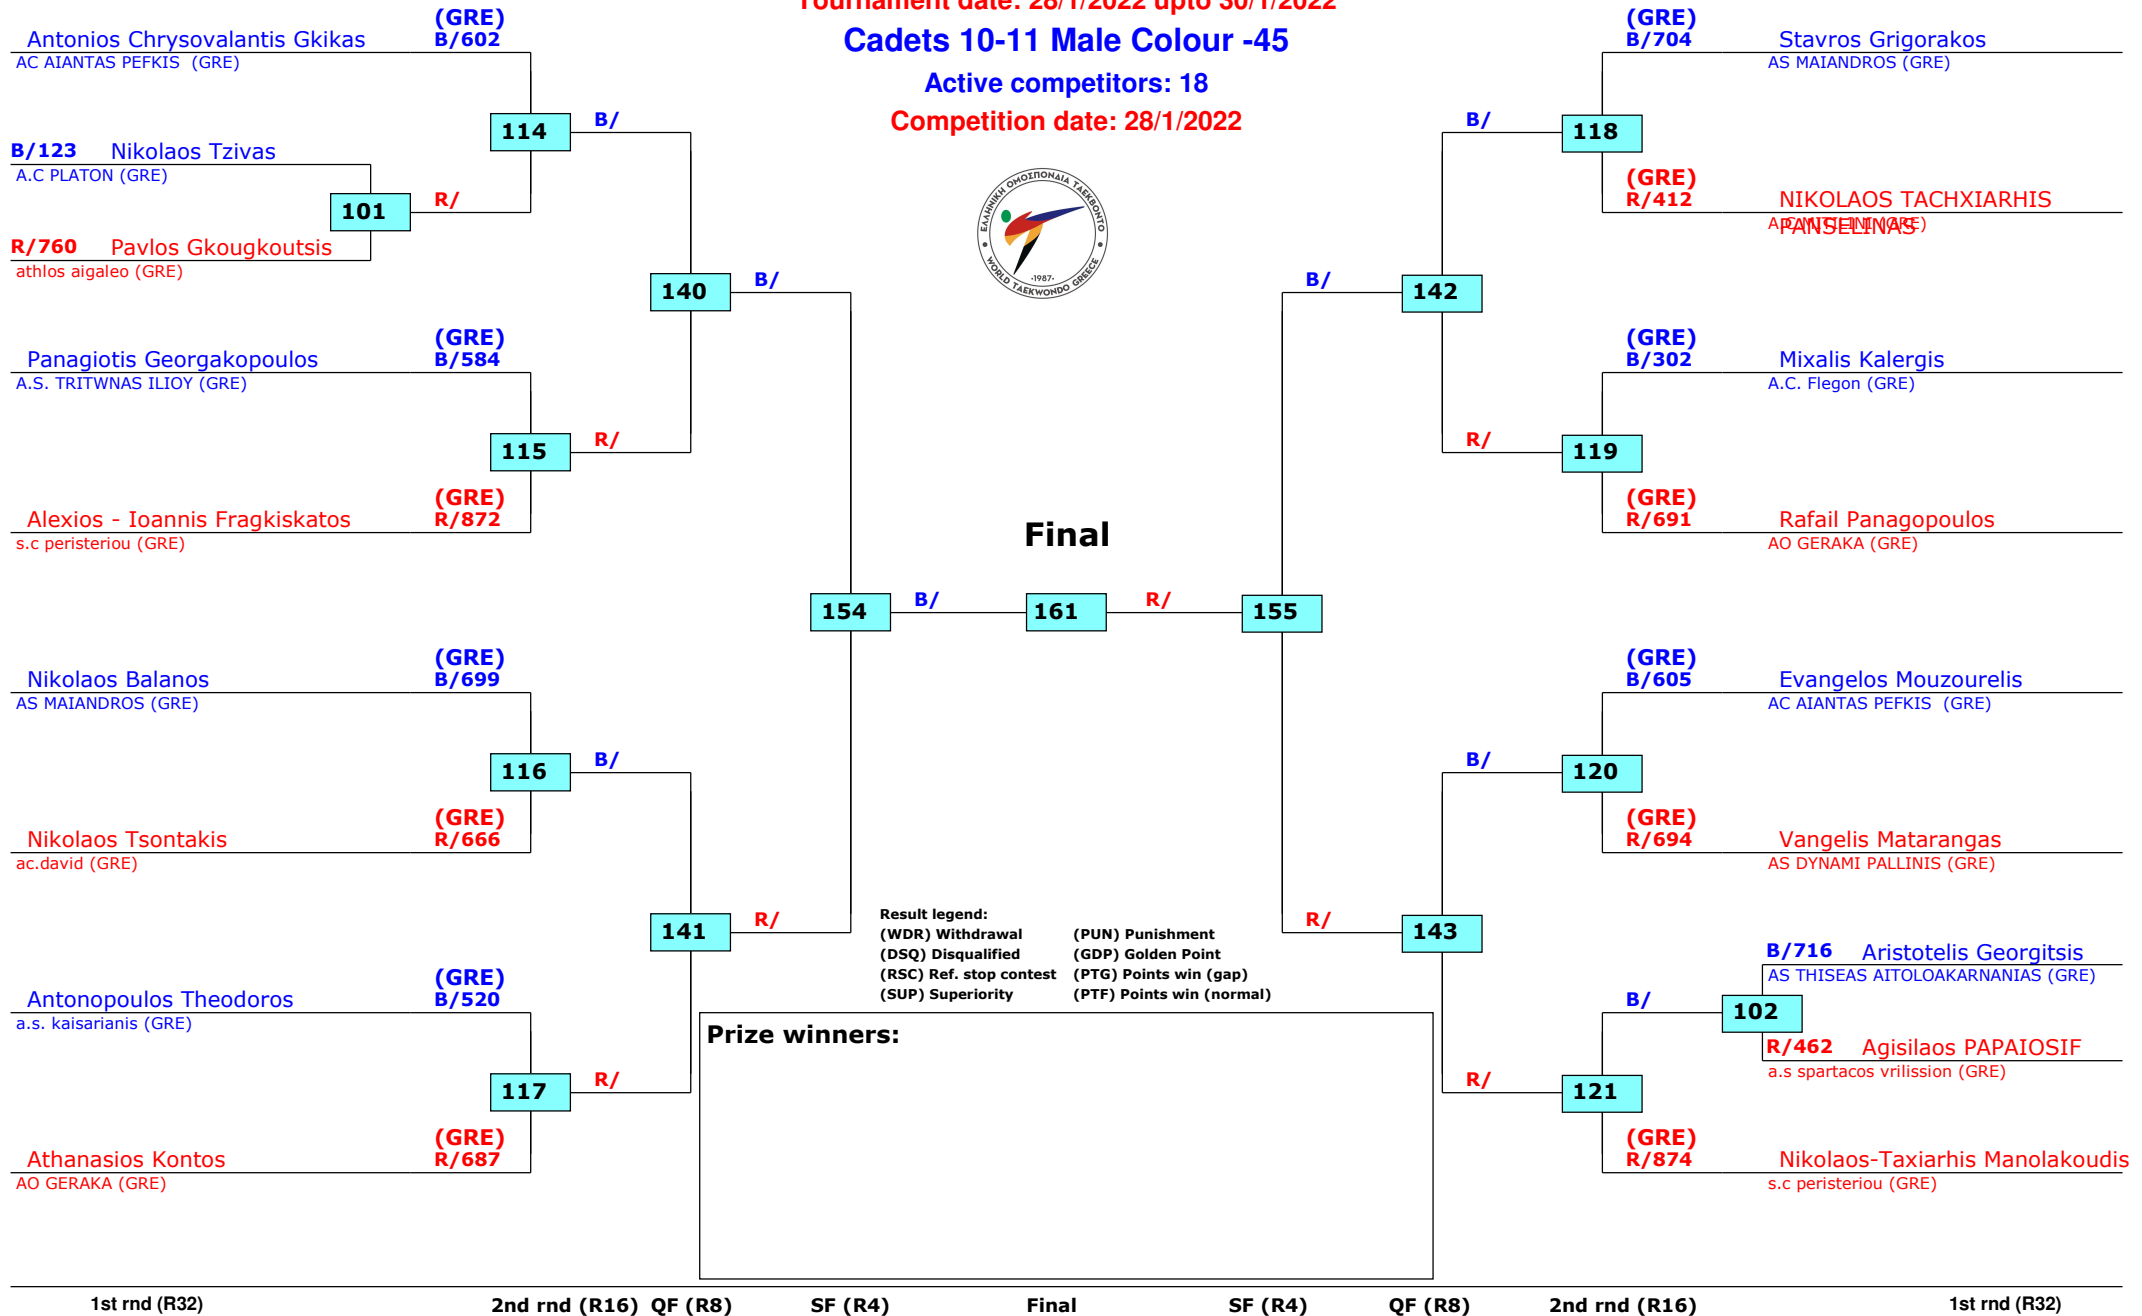 Tournament date: 28/1/2022 upto 30/1/2022
Cadets 10-11 Male Colour -45
Active competitors: 18
Competition date: 28/1/2022
ΕΛΛΗΝΙΚΗ ΟΜΟΣΠΟΝΔΙΑ ΤΑΕΚΒΟΝΤΟ
·1987·
WORLD TAEKWONDO GREECE
(GRE)
Antonios Chrysovalantis Gkikas B/602
AC AIANTAS PEFKIS (GRE)
114
B/
B/123 Nikolaos Tzivas
A.C PLATON (GRE)
101
R/
R/760 Pavlos Gkougkoutsis
athlos aigaleo (GRE)
140
B/
(GRE)
Panagiotis Georgakopoulos B/584
A.S. TRITWNAS ILIOY (GRE)
115
R/
(GRE)
Alexios - Ioannis Fragkiskatos R/872
s.c peristeriou (GRE)
154
B/
(GRE)
Nikolaos Balanos B/699
AS MAIANDROS (GRE)
116
B/
(GRE)
Nikolaos Tsontakis R/666
ac.david (GRE)
141
R/
(GRE)
Antonopoulos Theodoros B/520
a.s. kaisarianis (GRE)
117
R/
(GRE)
Athanasios Kontos R/687
AO GERAKA (GRE)
Final
161
R/
155
(GRE)
B/704 Stavros Grigorakos
AS MAIANDROS (GRE)
B/
118
(GRE)
R/412 NIKOLAOS TACHXIARHIS
PANSELINAS
B/
142
(GRE)
B/302 Mixalis Kalergis
A.C. Flegon (GRE)
R/
119
(GRE)
R/691 Rafail Panagopoulos
AO GERAKA (GRE)
(GRE)
B/605 Evangelos Mouzourelis
AC AIANTAS PEFKIS (GRE)
B/
120
(GRE)
R/694 Vangelis Matarangas
AS DYNAMI PALLINIS (GRE)
R/
143
B/716 Aristotelis Georgitsis
AS THISEAS AITOLOAKARNANIAS (GRE)
B/
102
R/462 Agisilaos PAPAIOSIF
a.s spartacos vrilission (GRE)
R/
121
(GRE)
R/874 Nikolaos-Taxiarhis Manolakoudis
s.c peristeriou (GRE)
Result legend:
(WDR) Withdrawal (PUN) Punishment
(DSQ) Disqualified (GDP) Golden Point
(RSC) Ref. stop contest (PTG) Points win (gap)
(SUP) Superiority (PTF) Points win (normal)
Prize winners:
1st rnd (R32) 2nd rnd (R16) QF (R8) SF (R4) Final SF (R4) QF (R8) 2nd rnd (R16) 1st rnd (R32)